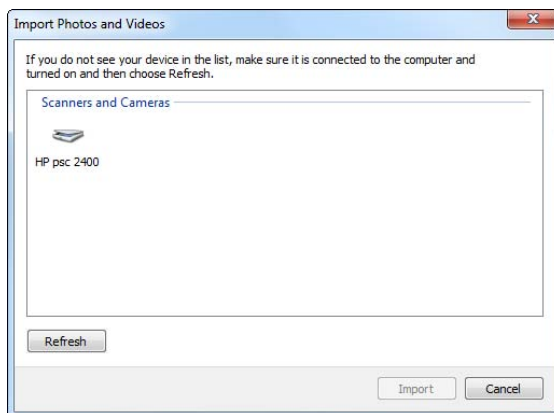 Import Photos and Videos
If you do not see your device in the list, make sure it is connected to the computer and
turned on and then choose Refresh.
Scanners and Cameras
HP psc 2400
Refresh
Import
Cancel